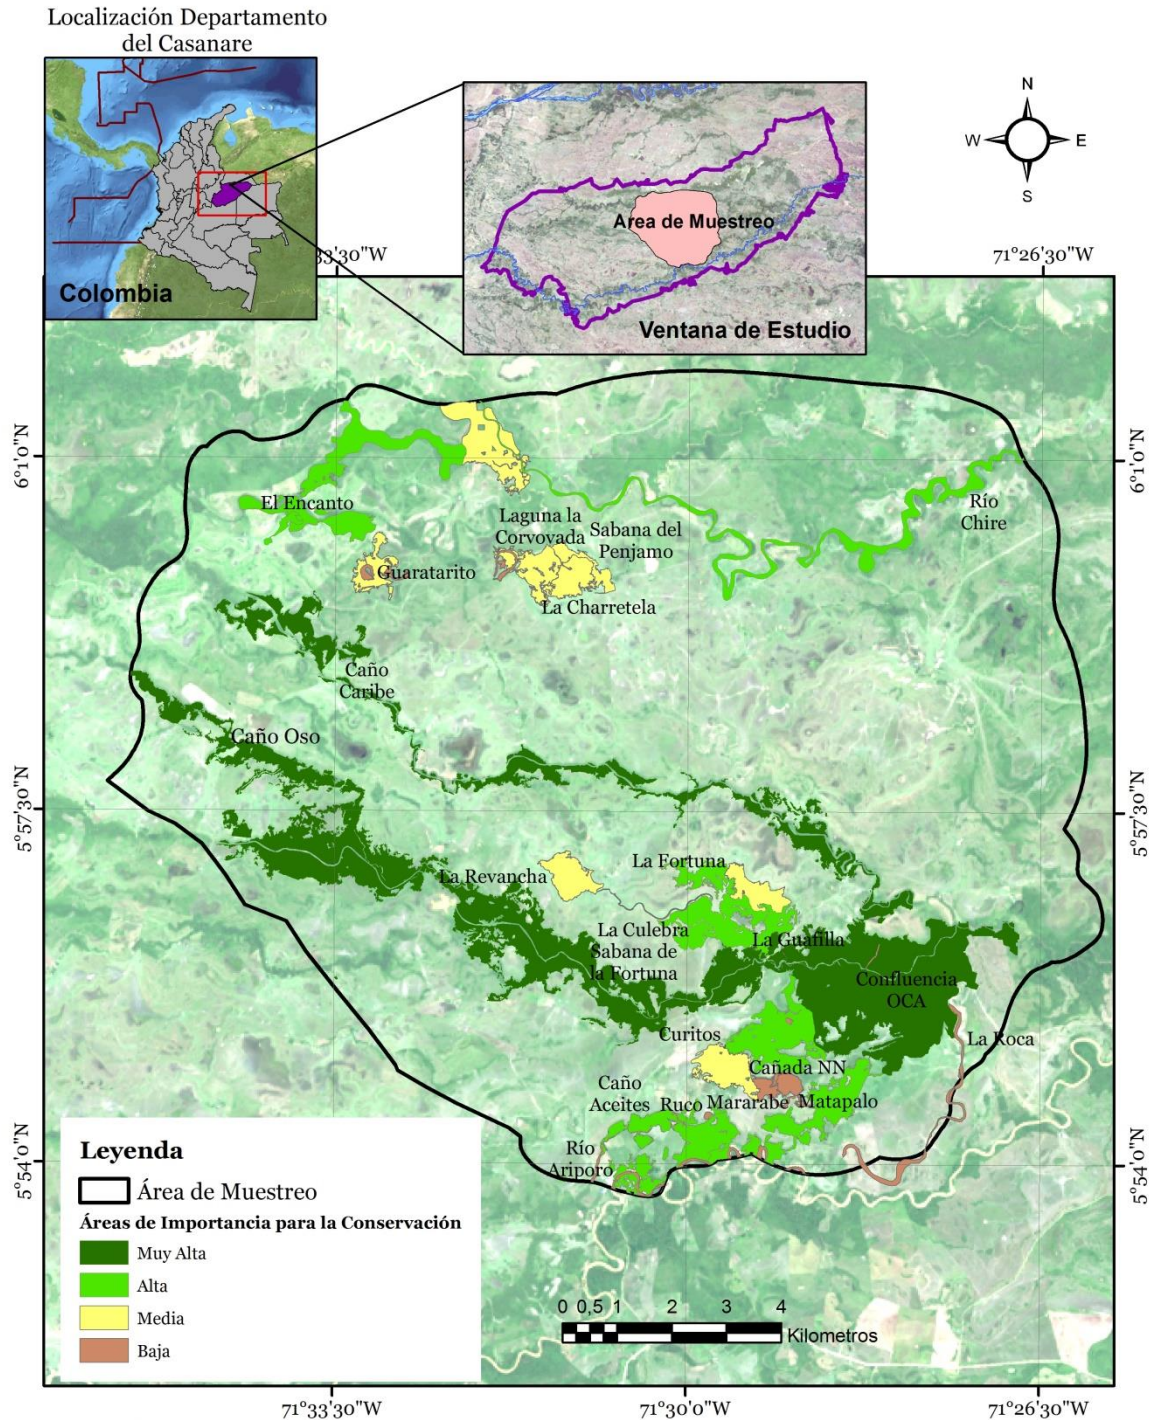 Localización Departamento
del Casanare
Colombia
Area de Muestreo
Ventana de Estudio
N
W
E
S
33'30"W
71°26'30"W
6°1'0"N
6°1'0"N
El Encanto
Laguna la
Corvovada
Sabana del
Penjamo
Río
Chire
Guaratarito
La Charretela
Caño
Caribe
Caño Oso
5°57'30"N
5°57'30"N
La Revancha
La Fortuna
La Culebra
Sabana de
la Fortuna
La Guafilla
Confluencia
OCA
Curitos
La Roca
Cañada NN
Caño
Aceites
Ruco
Mararabe
Matapalo
Río
Ariporo
5°54'0"N
5°54'0"N
Leyenda
Área de Muestreo
Áreas de Importancia para la Conservación
Muy Alta
Alta
Media
Baja
0 0,5 1 2 3 4
Kilometros
71°33'30"W
71°30'0"W
71°26'30"W